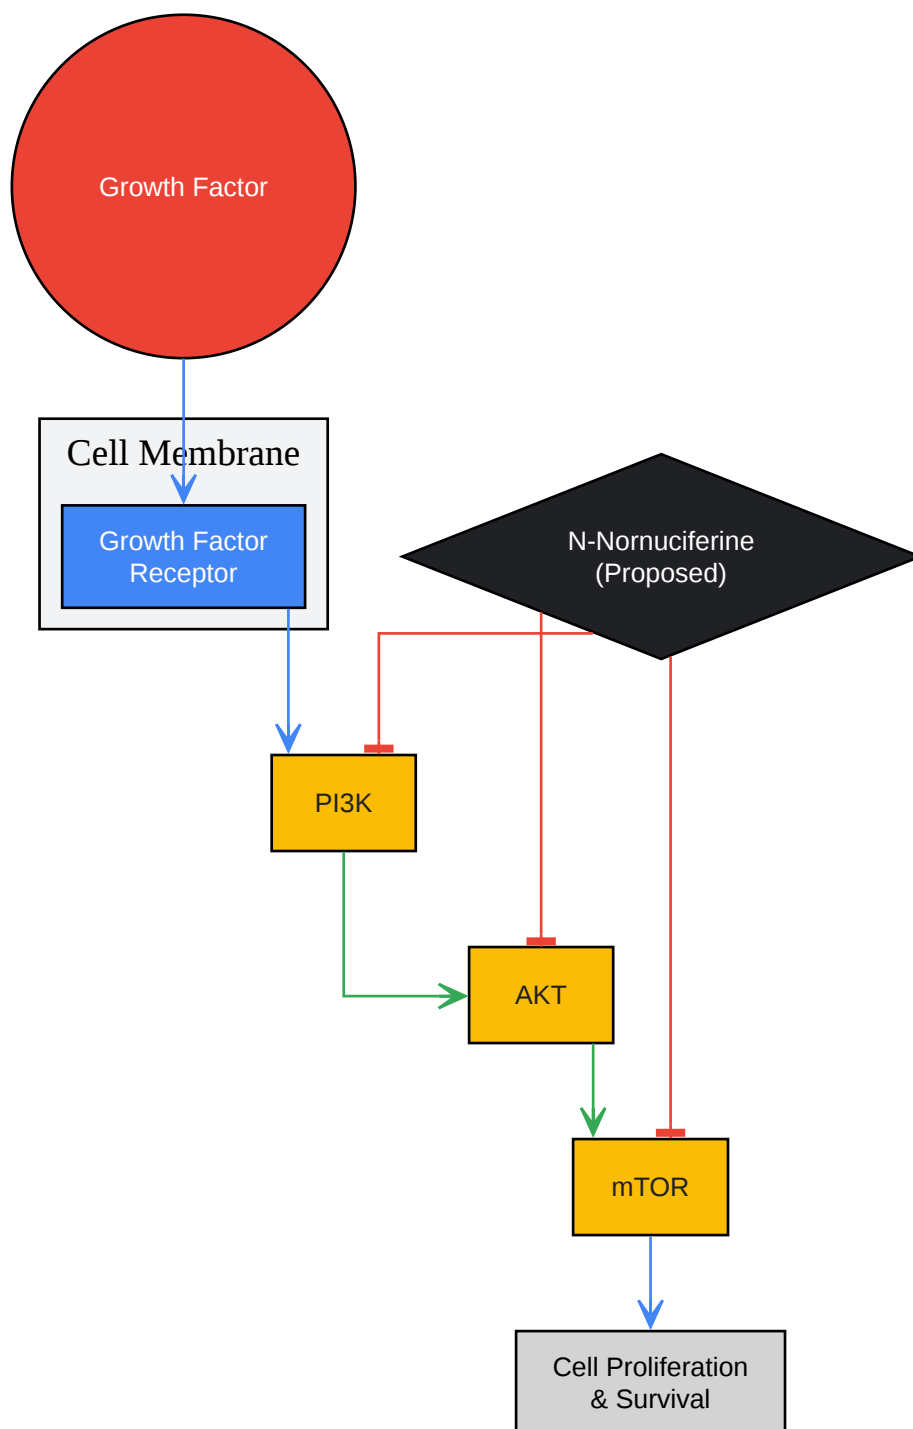 Growth Factor
Cell Membrane
Growth Factor
Receptor
N-Nornuciferine
(Proposed)
PI3K
AKT
mTOR
Cell Proliferation
& Survival